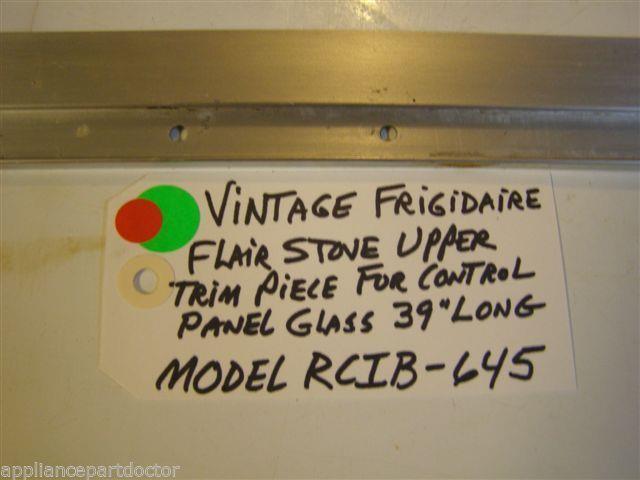 VINTAGE FRIGIDAIRE
FLAIR STOVE UPPER
TRIM PIECE FOR CONTROL
PANEL GLASS 39" LONG
MODEL RCIB-645
appliancepartdoctor